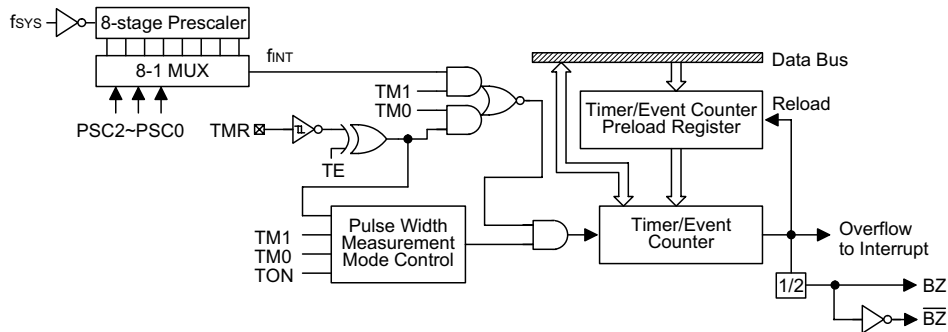 fSYS
8-stage Prescaler
8-1 MUX
PSC2~PSC0
fINT
TM1
TM0
TMR
TE
Data Bus
Timer/Event Counter
Preload Register
Reload
TM1
TM0
TON
Pulse Width
Measurement
Mode Control
Timer/Event
Counter
Overflow
to Interrupt
1/2
BZ
B̅Z̅